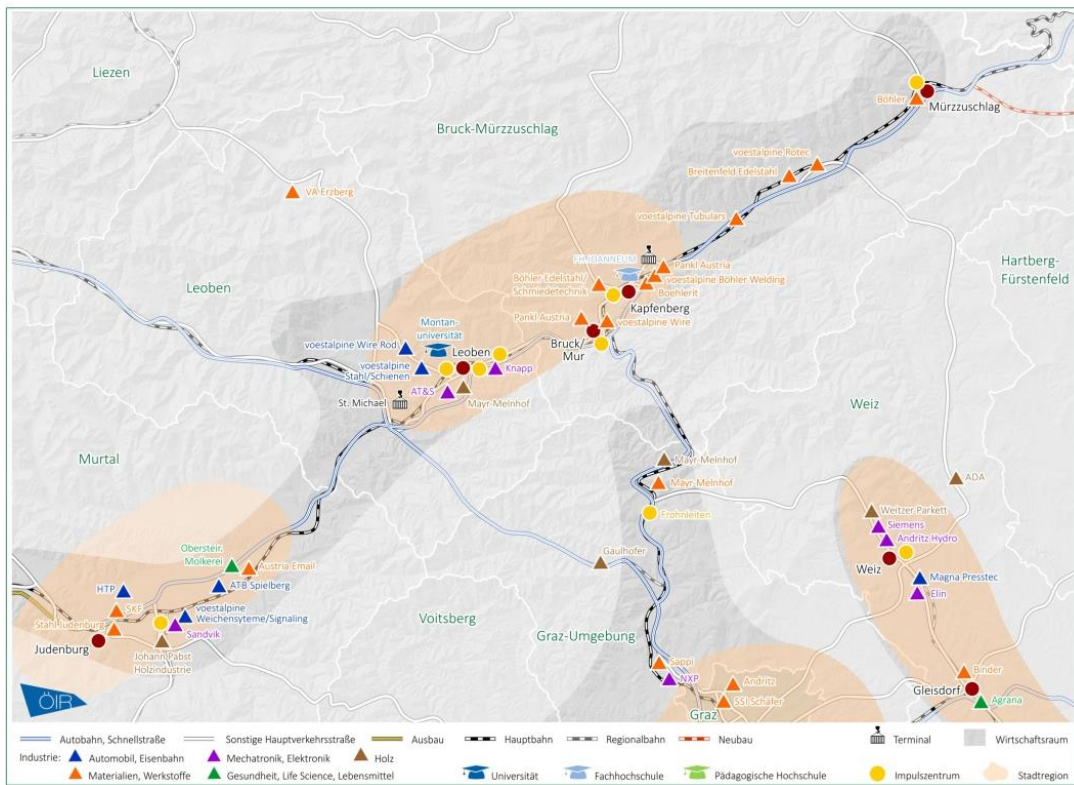 Liezen
Bruck-Mürzzuschlag
Böhler
Mürzzuschlag
voestalpine Rotec
Breitenfeld Edelstahl
VA Erzberg
voestalpine Tubulars
Hartberg-
Fürstenfeld
FH JOANNEUM
Leoben
Böhler Edelstahl/
Schmiedetechnik
Pankl Austria
voestalpine Böhler Welding
Boehlerit
Kapfenberg
Pankl Austria
voestalpine Wire
Montan-
universität
Bruck/
Mur
voestalpine Wire Rod
Leoben
voestalpine
Stahl/Schienen
Knapp
AT&S
Mayr-Melnhof
St. Michael
Weiz
Murtal
Mayr-Melnhof
Mayr-Melnhof
ADA
Frohnleiten
Weitzer Parkett
Siemens
Andritz Hydro
Weiz
Obersteir.
Molkerei
Austria Email
Gaulhofer
HTP
ATB Spielberg
Magna Presstec
Elin
SKF
voestalpine
Weichensyteme/Signaling
Stahl Judenburg
Sandvik
Voitsberg
Graz-Umgebung
Judenburg
Johann Pabst
Holzindustrie
Sappi
NXP
Andritz
SSI Schäfer
Graz
Binder
Gleisdorf
Agrana
ÖIR
Autobahn, Schnellstraße
Sonstige Hauptverkehrsstraße
Ausbau
Hauptbahn
Regionalbahn
Neubau
Terminal
Wirtschaftsraum
Industrie:
Automobil, Eisenbahn
Mechatronik, Elektronik
Holz
Materialien, Werkstoffe
Gesundheit, Life Science, Lebensmittel
Universität
Fachhochschule
Pädagogische Hochschule
Impulszentrum
Stadtregion